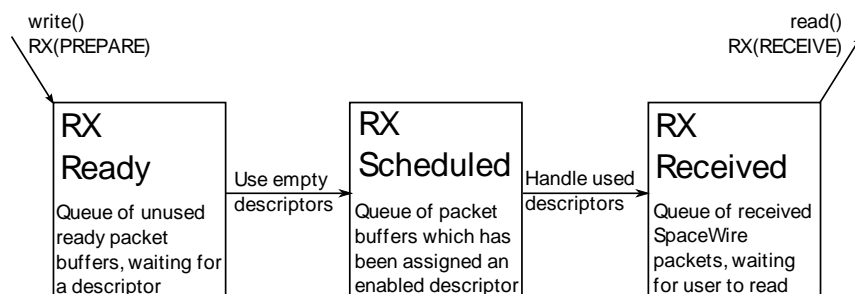 write()
RX(PREPARE)
read()
RX(RECEIVE)
RX
Ready
Queue of unused
ready packet
buffers, waiting for
a descriptor
Use empty
descriptors
RX
Scheduled
Queue of packet
buffers which has
been assigned an
enabled descriptor
Handle used
descriptors
RX
Received
Queue of received
SpaceWire
packets, waiting
for user to read